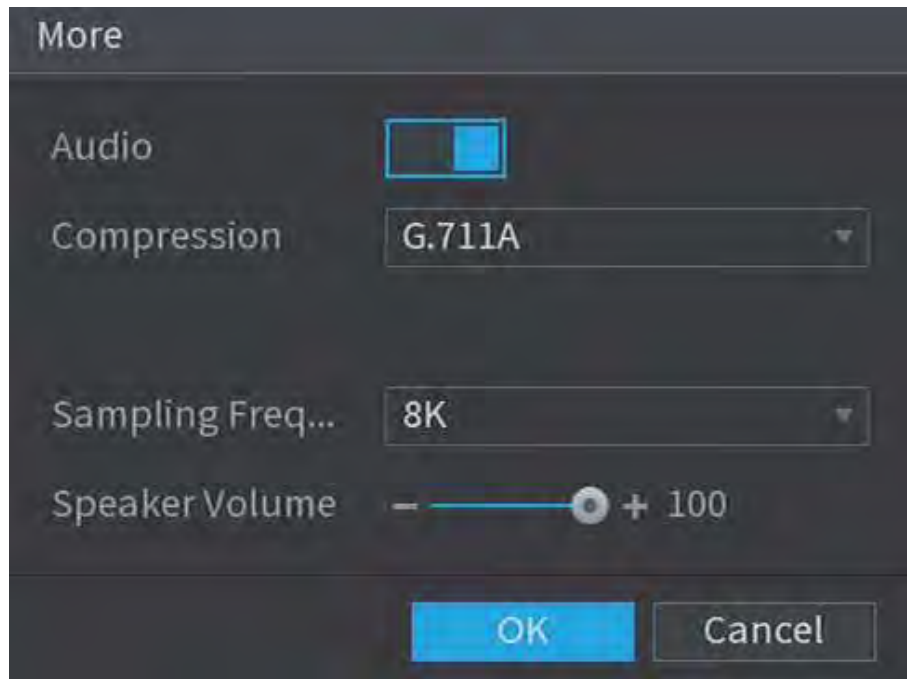 More
Audio
Compression G.711A
Sampling Freq... 8K
Speaker Volume - + 100
OK Cancel